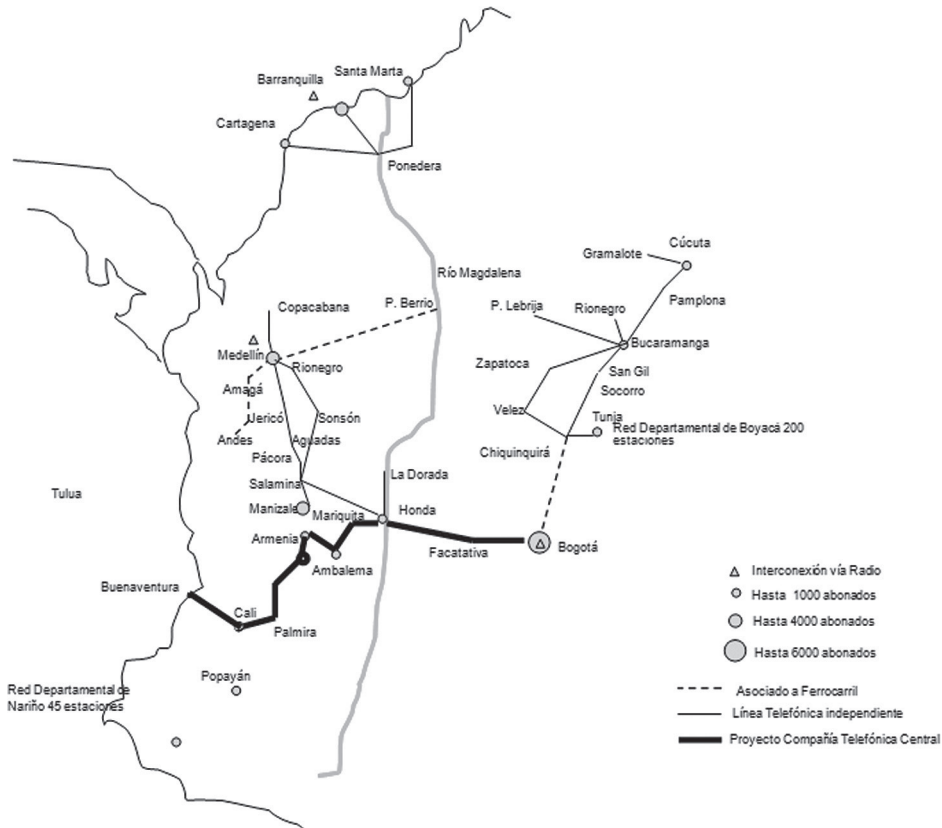 Santa Marta
Barranquilla
Cartagena
Ponedera
Cúcuta
Gramalote
Río Magdalena
Pamplona
Copacabana
P. Berrio
P. Lebrija
Rionegro
Medellín
Bucaramanga
Rionegro
Zapatoca
San Gil
Amagá
Socorro
Jericó
Sonsón
Velez
Tunja
Andes
Aguadas
Red Departamental de Boyacá 200
estaciones
Pácora
Chiquinquirá
Salamina
La Dorada
Tulua
Manizale
Mariquita
Honda
Armenia
Facatativa
Bogotá
Ambalema
Interconexión vía Radio
Buenaventura
Hasta 1000 abonados
Cali
Hasta 4000 abonados
Palmira
Hasta 6000 abonados
Popayán
Red Departamental de
Nariño 45 estaciones
Asociado a Ferrocarril
Línea Telefónica independiente
Proyecto Compañía Telefónica Central